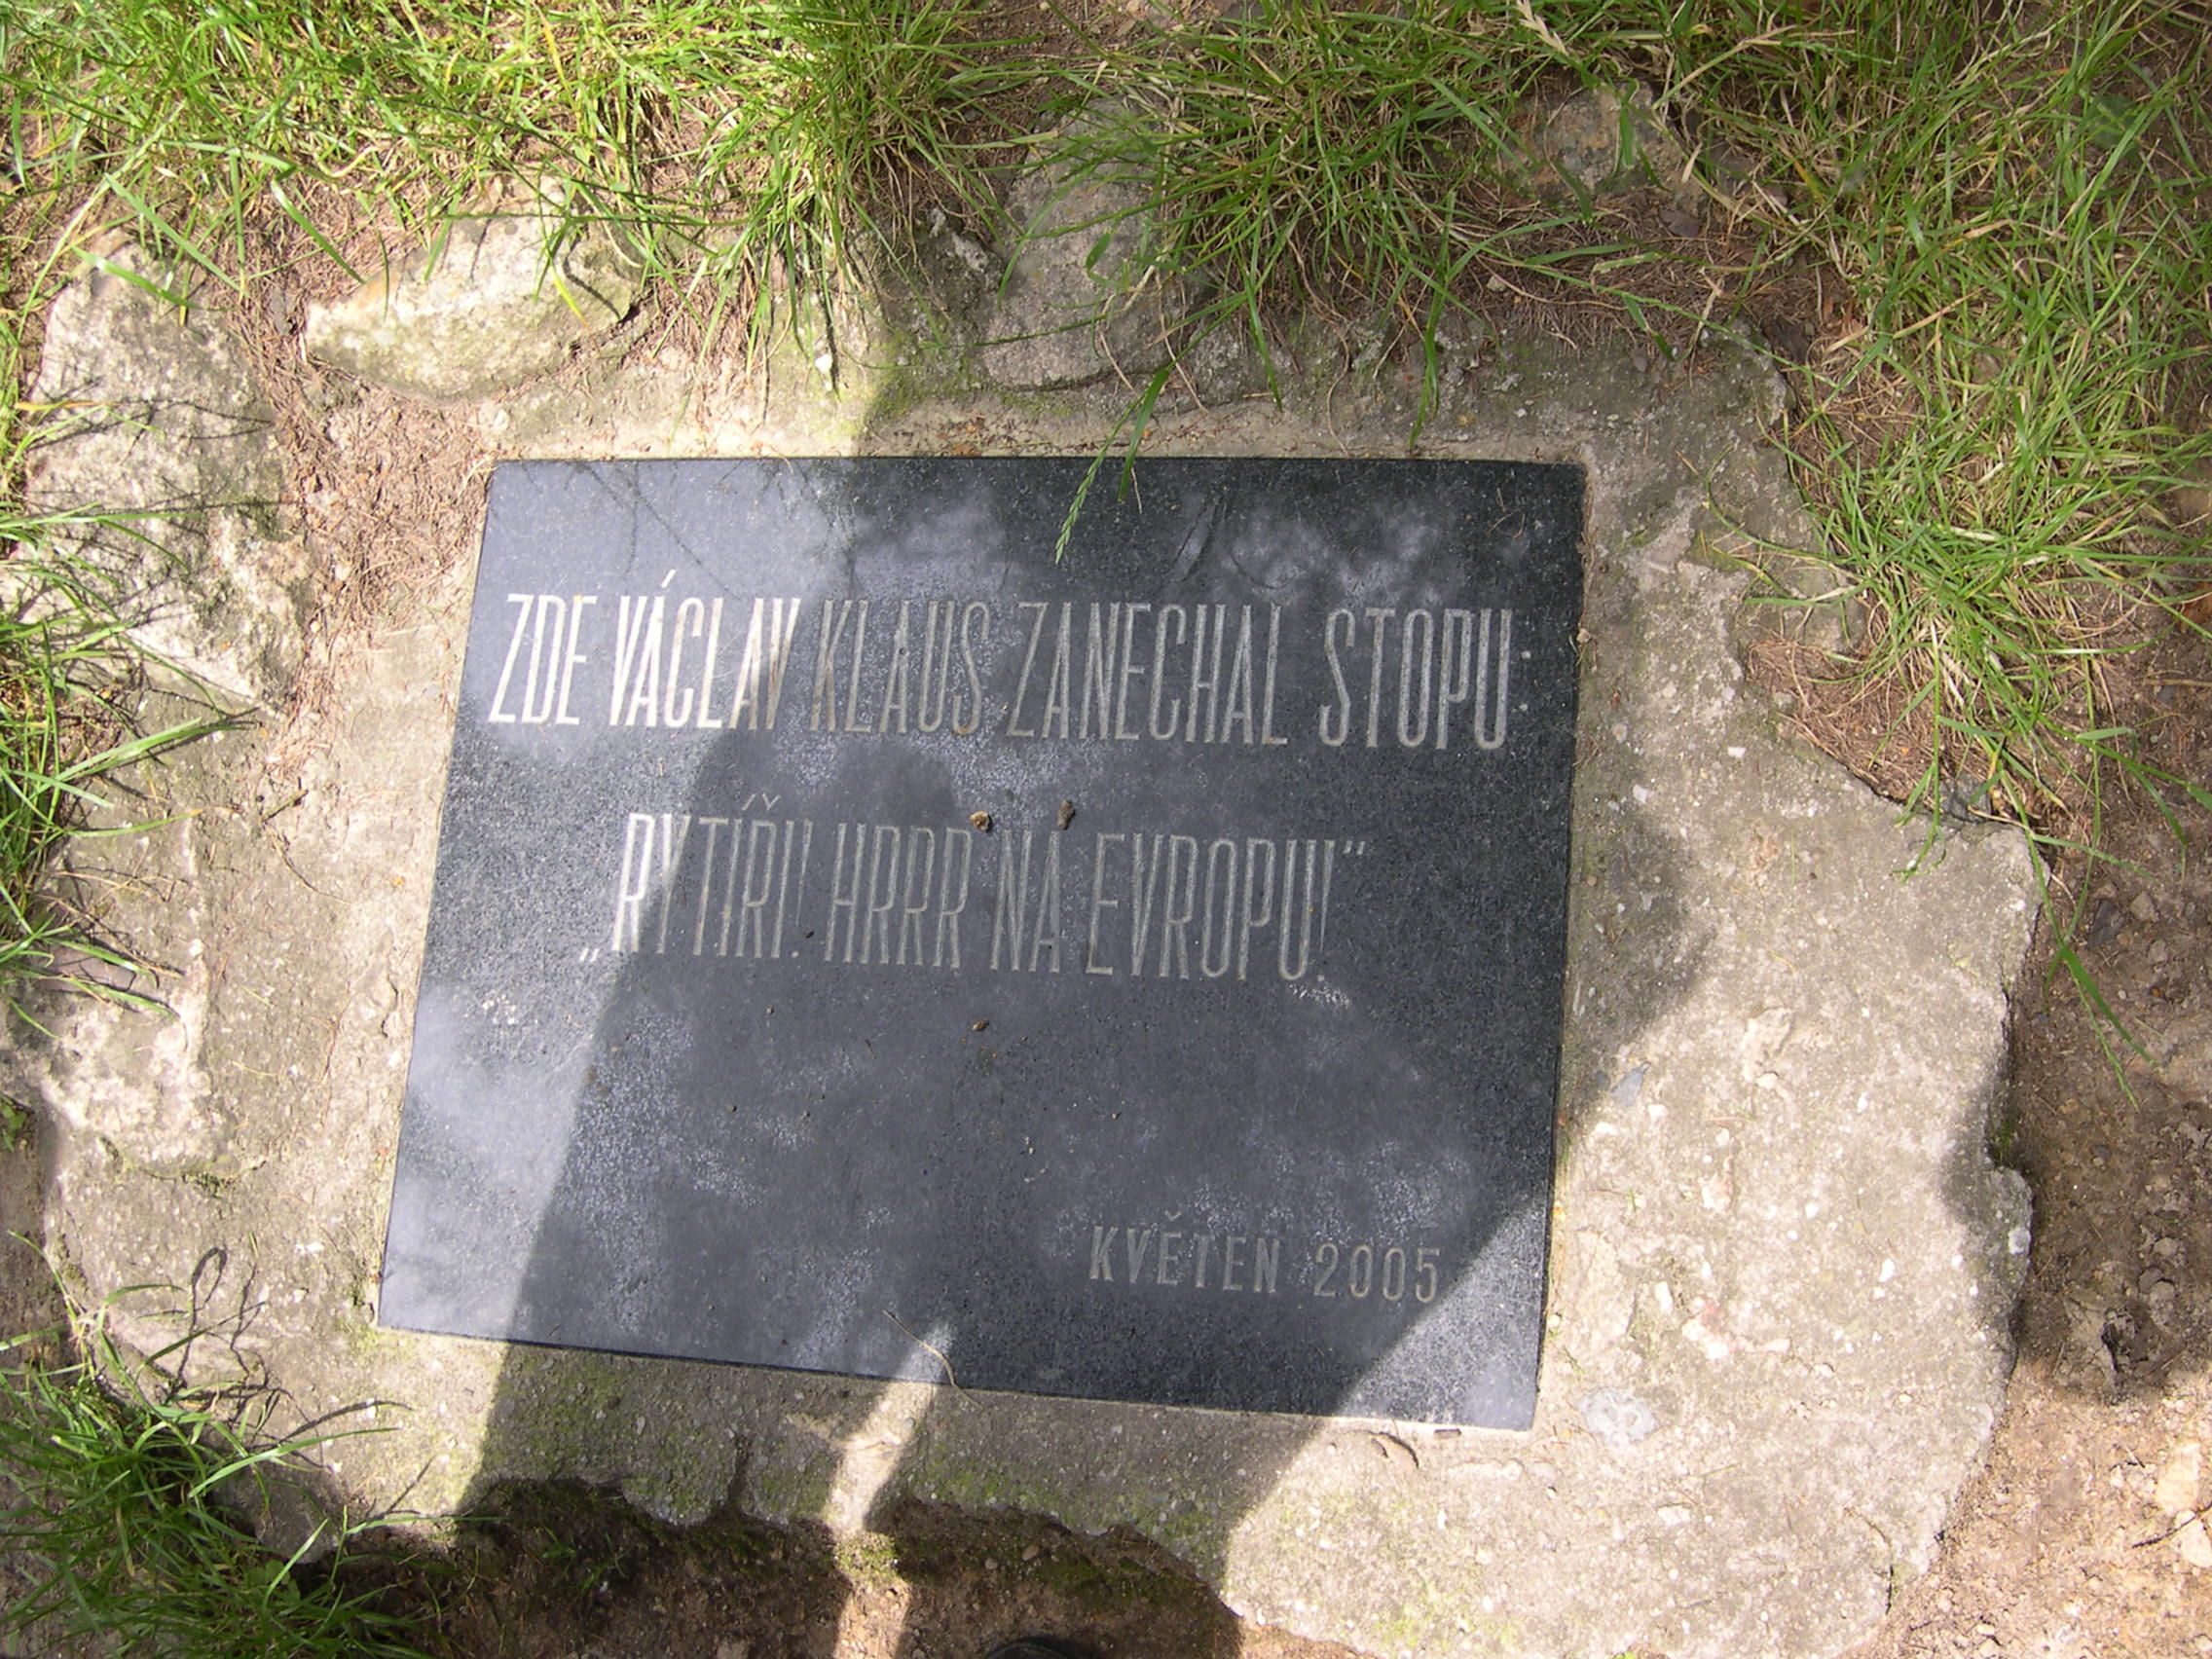 ZDE VÁCLAV KLAUS ZANECHAL STOPU
„RYTÍŘI! HRRR NA EVROPU!“
KVĚTEN 2005